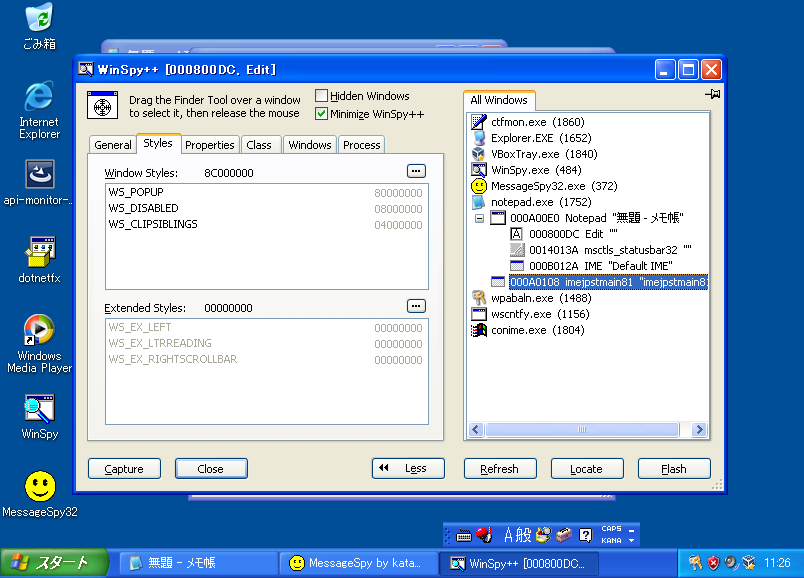 ごみ箱
Internet
Explorer
api-monitor-..
dotnetfx
Windows
Media Player
WinSpy
MessageSpy32
WinSpy++ [000800DC, Edit]
Drag the Finder Tool over a window
to select it, then release the mouse
Hidden Windows
Minimize WinSpy++
General
Styles
Properties
Class
Windows
Process
Window Styles: 8C000000
...
WS_POPUP 80000000
WS_DISABLED 08000000
WS_CLIPSIBLINGS 04000000
Extended Styles: 00000000
...
WS_EX_LEFT 00000000
WS_EX_LTRREADING 00000000
WS_EX_RIGHTSCROLLBAR 00000000
Capture
Close
Less
All Windows
ctfmon.exe (1860)
Explorer.EXE (1652)
VBoxTray.exe (1840)
WinSpy.exe (484)
MessageSpy32.exe (372)
notepad.exe (1752)
000A00E0 Notepad "無題 - メモ帳"
000800DC Edit ""
0014013A msctls_statusbar32 ""
000B012A IME "Default IME"
000A0108 imejpstmain81 "imejpstmain81
wpabaln.exe (1488)
wscntfy.exe (1156)
conime.exe (1804)
Refresh
Locate
Flash
A 般
CAPS
KANA
スタート
無題 - メモ帳
MessageSpy by kata...
WinSpy++ [000800DC...
11:26